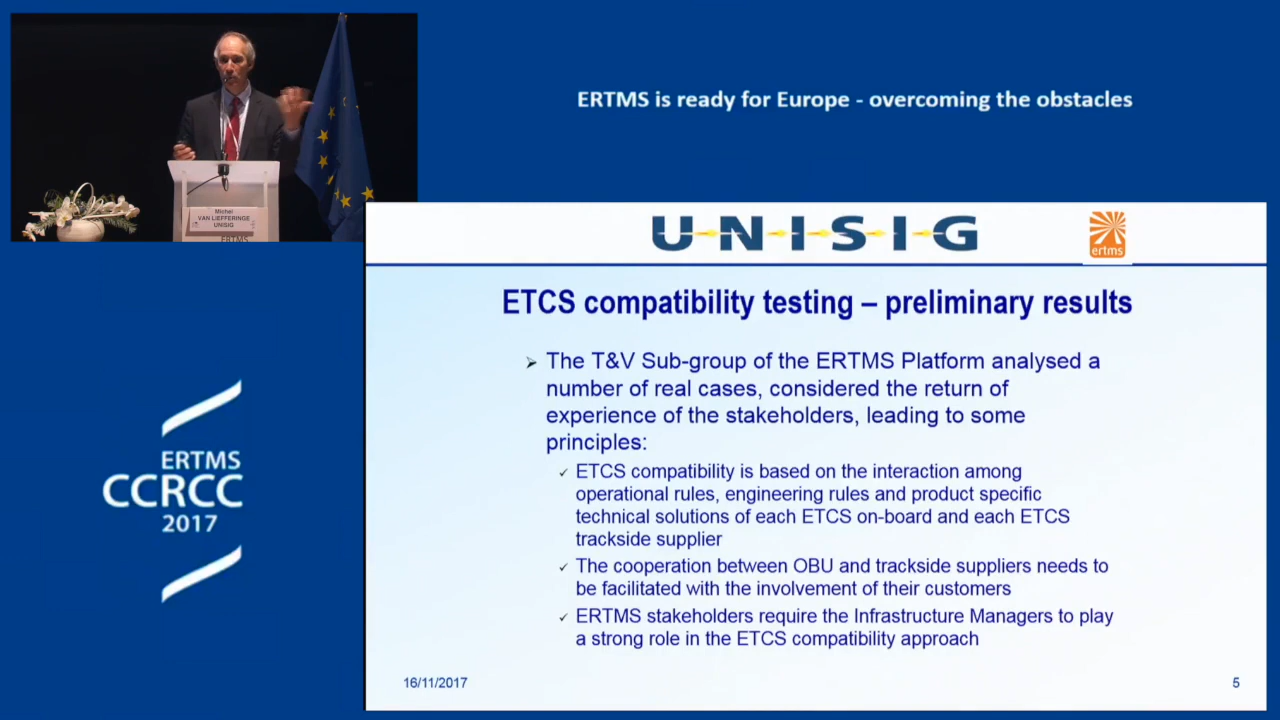 ERTMS is ready for Europe - overcoming the obstacles
Michel
VAN LIEFFERINGE
UNISIG
ERTMS
UNISIG
ertms
ETCS compatibility testing – preliminary results
The T&V Sub-group of the ERTMS Platform analysed a
number of real cases, considered the return of
experience of the stakeholders, leading to some
principles:
ETCS compatibility is based on the interaction among
operational rules, engineering rules and product specific
technical solutions of each ETCS on-board and each ETCS
trackside supplier
The cooperation between OBU and trackside suppliers needs to
be facilitated with the involvement of their customers
ERTMS stakeholders require the Infrastructure Managers to play
a strong role in the ETCS compatibility approach
16/11/2017
5
ERTMS
CCRCC
2017